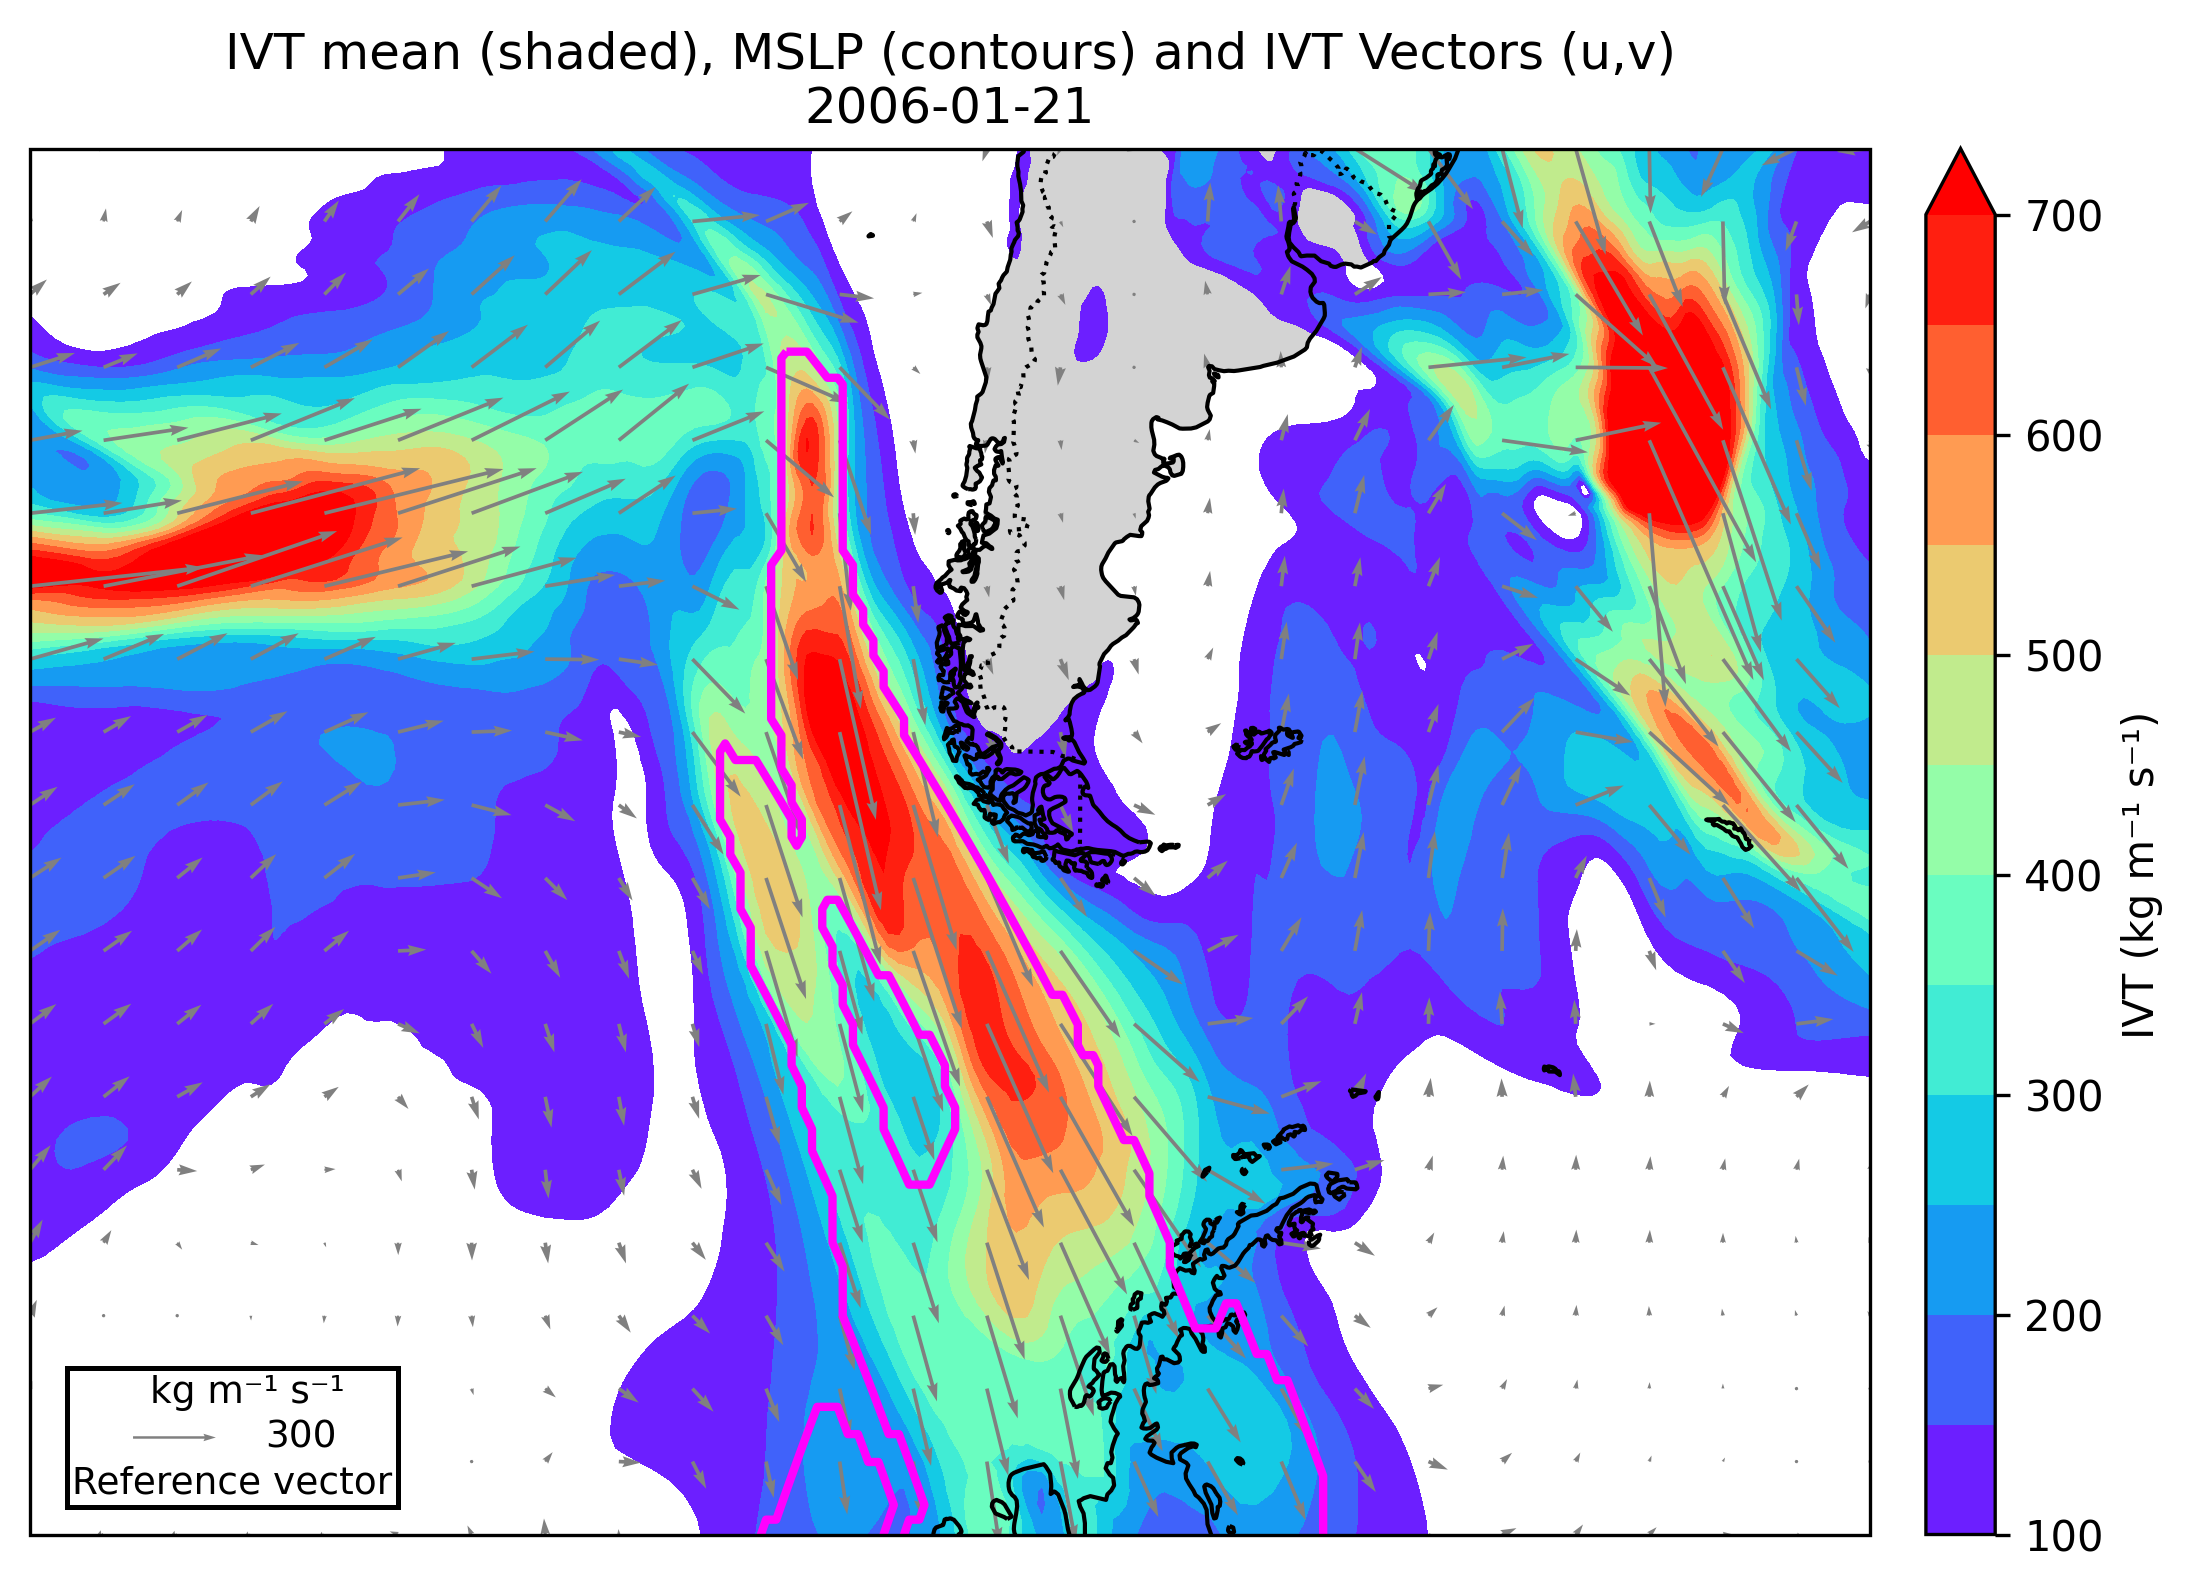 IVT mean (shaded), MSLP (contours) and IVT Vectors (u,v)
2006-01-21
700
600
500
400
300
200
100
IVT (kg m⁻¹ s⁻¹)
kg m⁻¹ s⁻¹
300
Reference vector